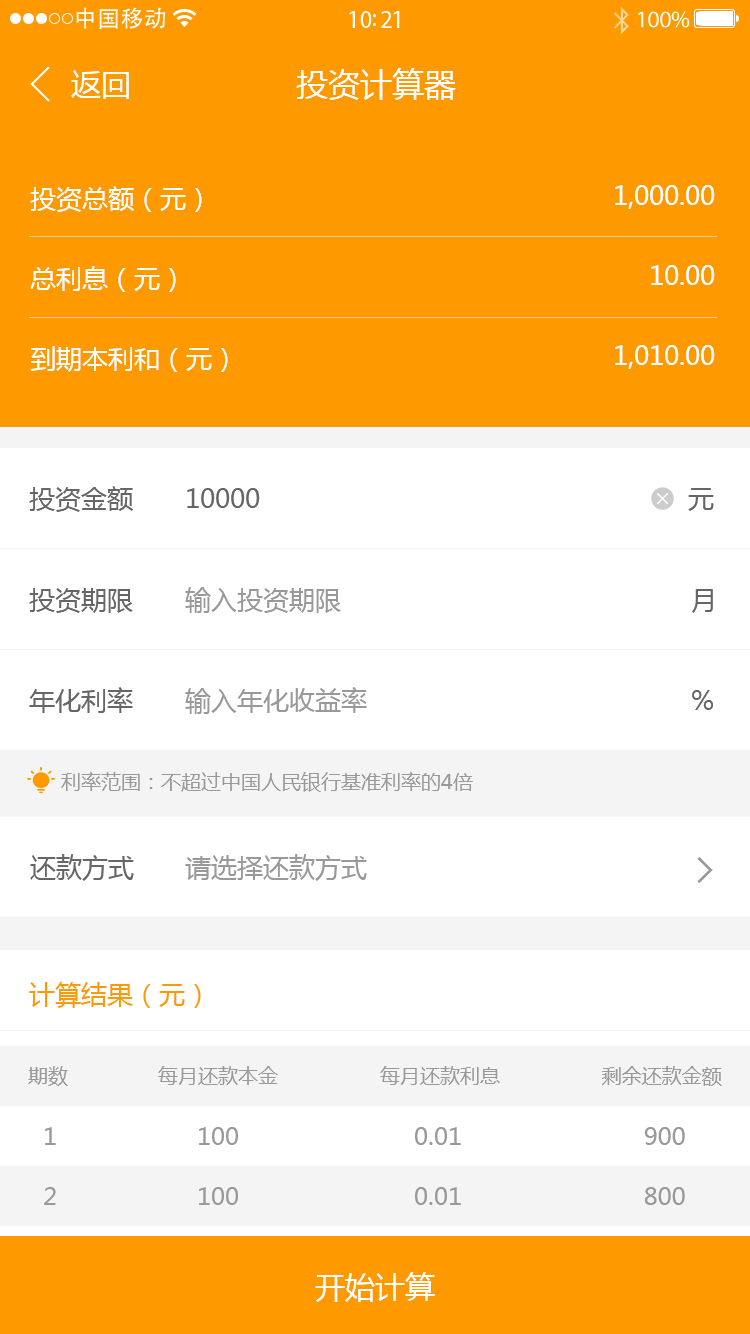 中国移动 10:21 100%
返回 投资计算器
投资总额（元） 1,000.00
总利息（元） 10.00
到期本利和（元） 1,010.00
投资金额 10000 元
投资期限 输入投资期限 月
年化利率 输入年化收益率 %
利率范围：不超过中国人民银行基准利率的4倍
还款方式 请选择还款方式
计算结果（元）
期数 每月还款本金 每月还款利息 剩余还款金额
1 100 0.01 900
2 100 0.01 800
开始计算